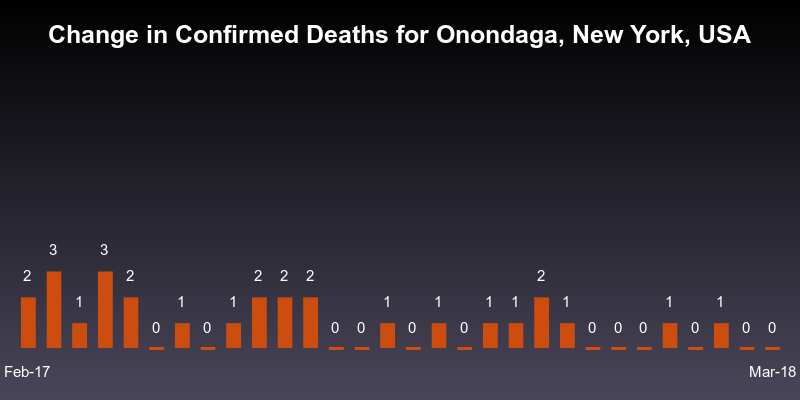 Change in Confirmed Deaths for Onondaga, New York, USA
2 3 1 3 2 0 1 0 1 2 2 2 0 0 1 0 1 0 1 1 2 1 0 0 0 1 0 1 0 0
Feb-17 Mar-18